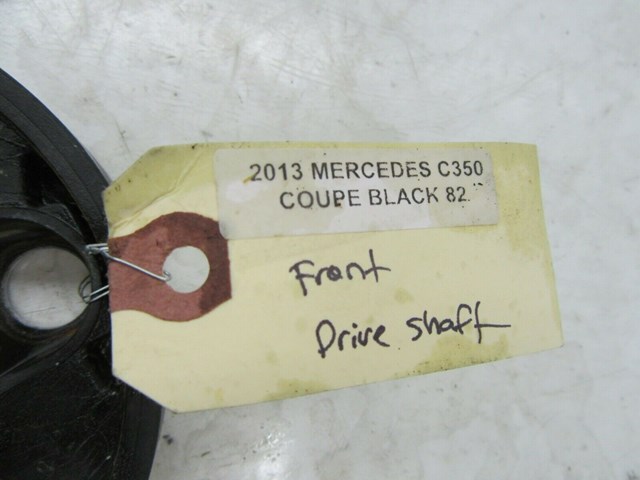 2013 MERCEDES C350
COUPE BLACK 82
Front
Drive shaft